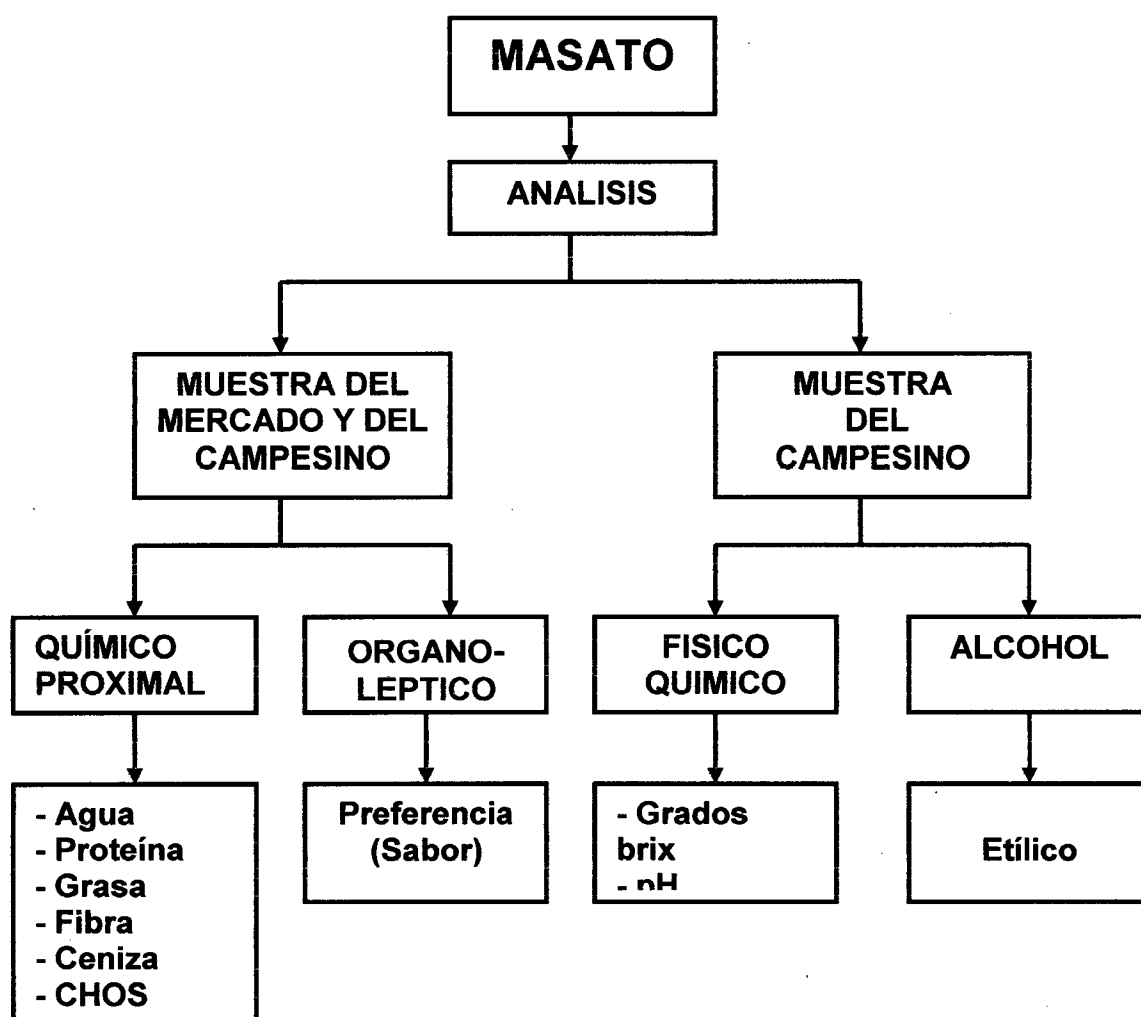 MASATO
ANALISIS
MUESTRA DEL
MERCADO Y DEL
CAMPESINO
MUESTRA
DEL
CAMPESINO
QUÍMICO
PROXIMAL
ORGANO-
LEPTICO
FISICO
QUIMICO
ALCOHOL
- Agua
- Proteína
- Grasa
- Fibra
- Ceniza
- CHOS
Preferencia
(Sabor)
- Grados
brix
- pH
Etílico